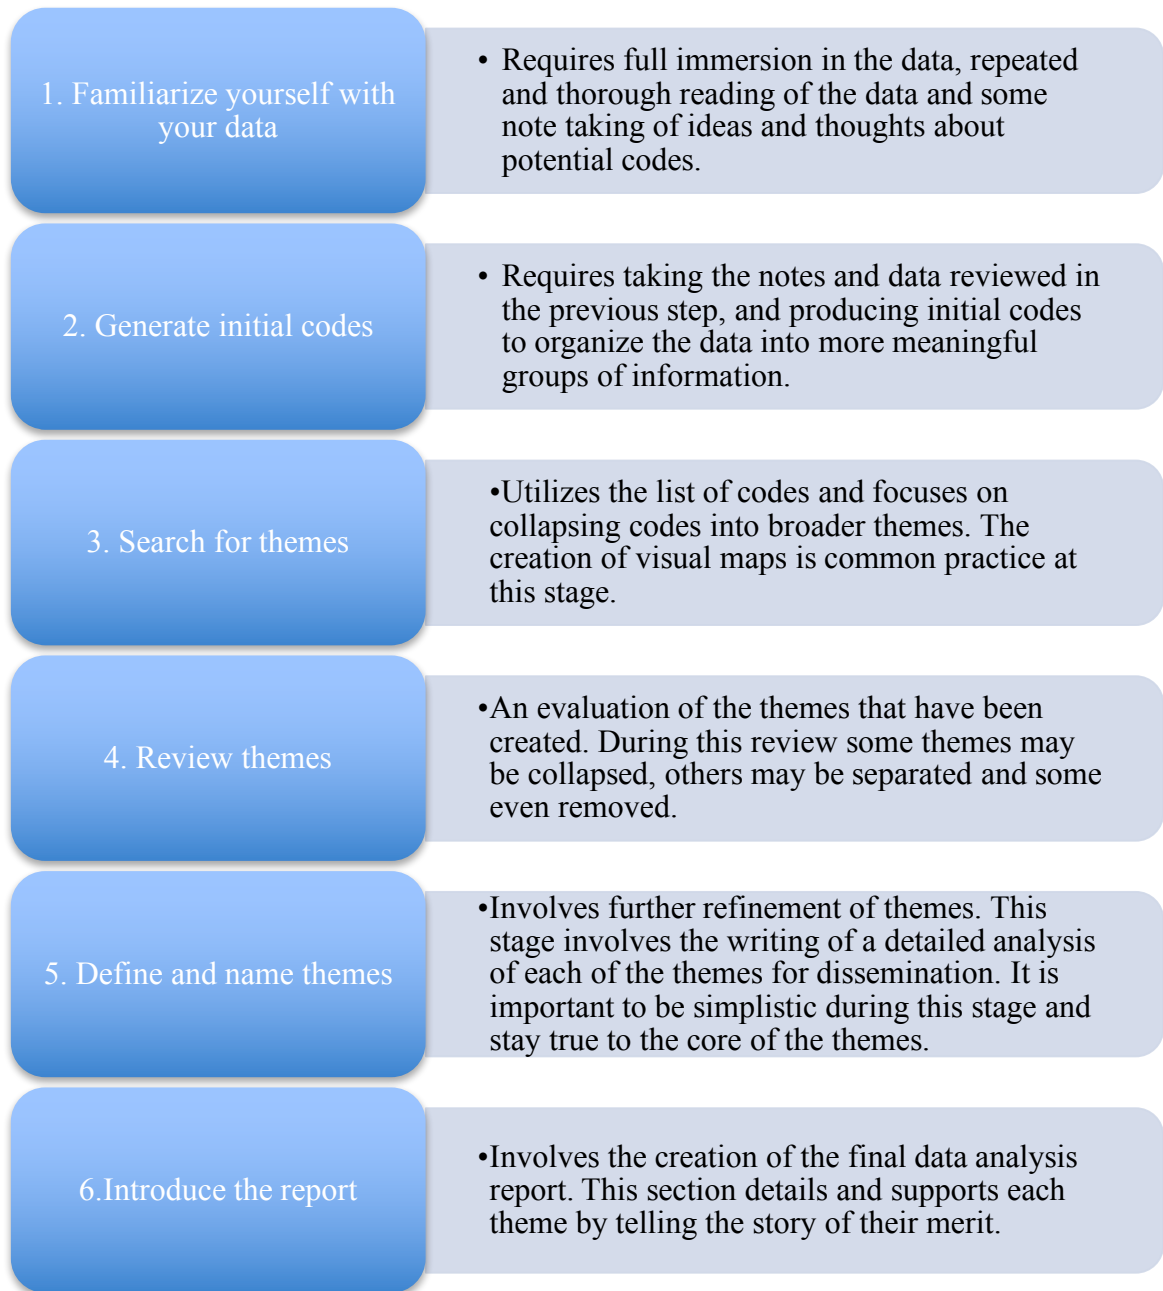 1. Familiarize yourself with
your data
• Requires full immersion in the data, repeated
and thorough reading of the data and some
note taking of ideas and thoughts about
potential codes.
2. Generate initial codes
• Requires taking the notes and data reviewed in
the previous step, and producing initial codes
to organize the data into more meaningful
groups of information.
3. Search for themes
•Utilizes the list of codes and focuses on
collapsing codes into broader themes. The
creation of visual maps is common practice at
this stage.
4. Review themes
•An evaluation of the themes that have been
created. During this review some themes may
be collapsed, others may be separated and some
even removed.
5. Define and name themes
•Involves further refinement of themes. This
stage involves the writing of a detailed analysis
of each of the themes for dissemination. It is
important to be simplistic during this stage and
stay true to the core of the themes.
6.Introduce the report
•Involves the creation of the final data analysis
report. This section details and supports each
theme by telling the story of their merit.